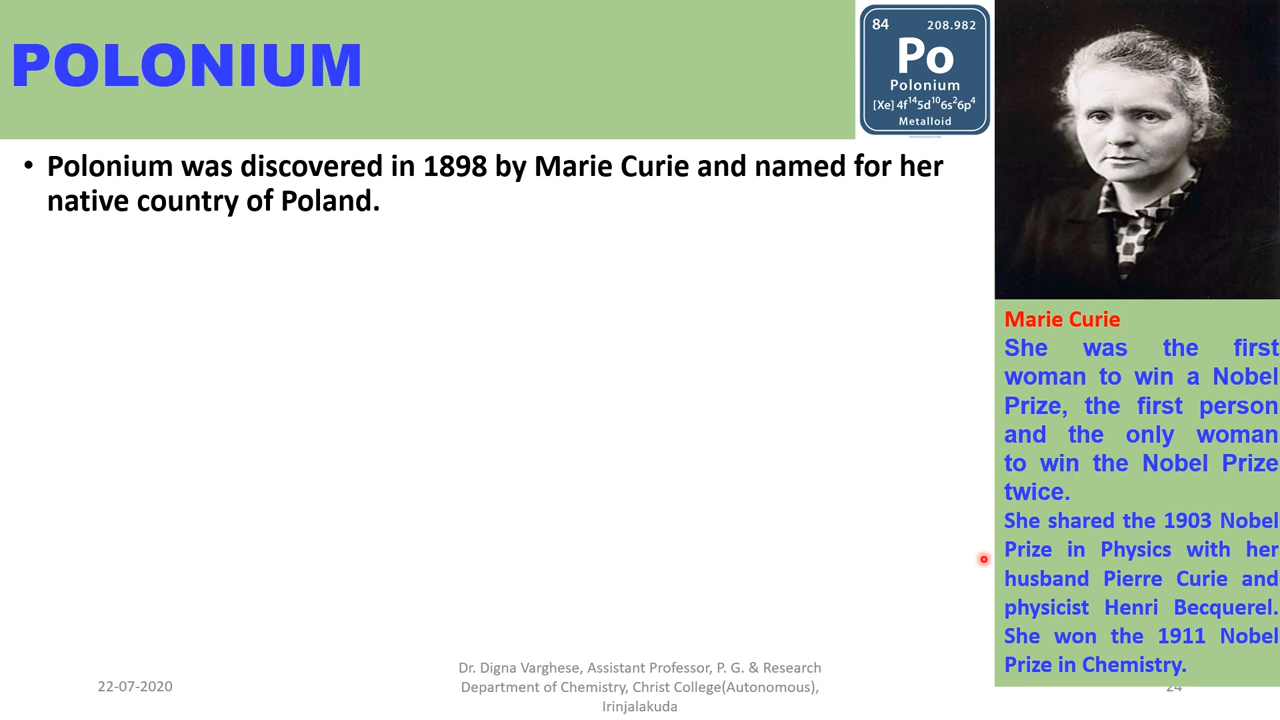 POLONIUM
84 208.982
Po
Polonium
[Xe] 4f¹⁴5d¹⁰6s²6p⁴
Metalloid
• Polonium was discovered in 1898 by Marie Curie and named for her
native country of Poland.
Marie Curie
She was the first
woman to win a Nobel
Prize, the first person
and the only woman
to win the Nobel Prize
twice.
She shared the 1903 Nobel
Prize in Physics with her
husband Pierre Curie and
physicist Henri Becquerel.
She won the 1911 Nobel
Prize in Chemistry.
22-07-2020
Dr. Digna Varghese, Assistant Professor, P. G. & Research
Department of Chemistry, Christ College(Autonomous),
Irinjalakuda
24